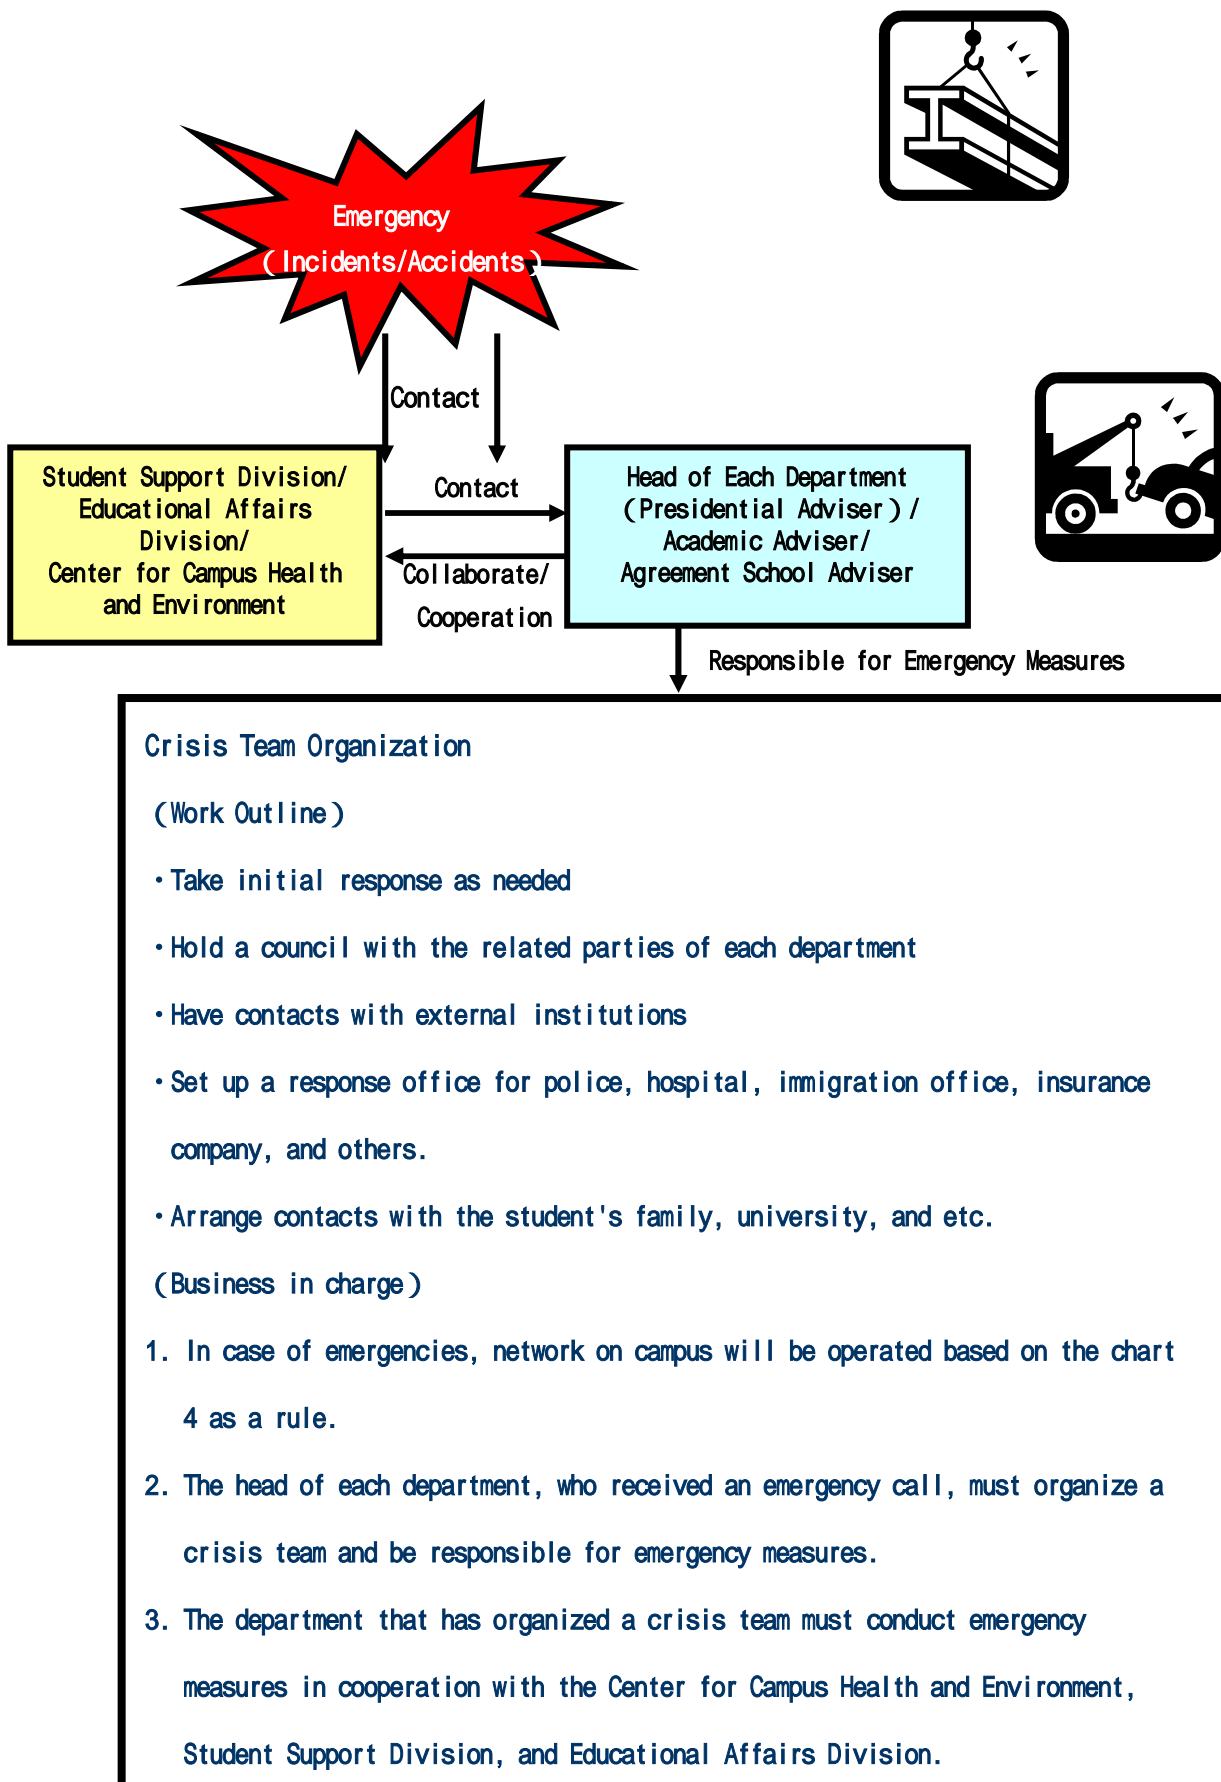 Emergency
(Incidents/Accidents)
Contact
Student Support Division/
Educational Affairs
Division/
Center for Campus Health
and Environment
Contact
Collaborate/
Cooperation
Head of Each Department
(Presidential Adviser)/
Academic Adviser/
Agreement School Adviser
Responsible for Emergency Measures
Crisis Team Organization
(Work Outline)
・Take initial response as needed
・Hold a council with the related parties of each department
・Have contacts with external institutions
・Set up a response office for police, hospital, immigration office, insurance
company, and others.
・Arrange contacts with the student's family, university, and etc.
(Business in charge)
1. In case of emergencies, network on campus will be operated based on the chart
4 as a rule.
2. The head of each department, who received an emergency call, must organize a
crisis team and be responsible for emergency measures.
3. The department that has organized a crisis team must conduct emergency
measures in cooperation with the Center for Campus Health and Environment,
Student Support Division, and Educational Affairs Division.